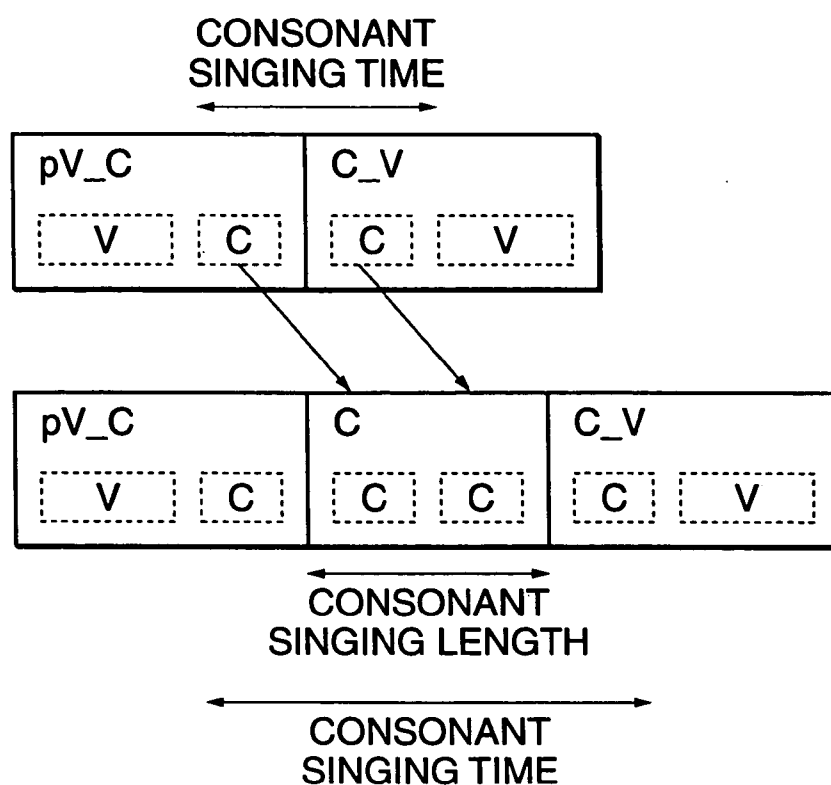 CONSONANT
SINGING TIME
pV_C C_V
V C C V
pV_C C C_V
V C C C C V
CONSONANT
SINGING LENGTH
CONSONANT
SINGING TIME